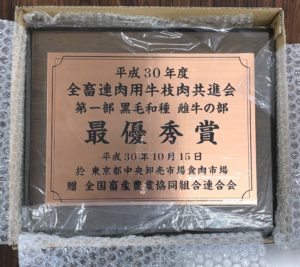 平成30年度
全畜連肉用牛枝肉共進会
第一部 黒毛和種 雌牛の部
最優秀賞
平成30年10月15日
於 東京都中央卸売市場食肉市場
贈 全国畜産農業協同組合連合会